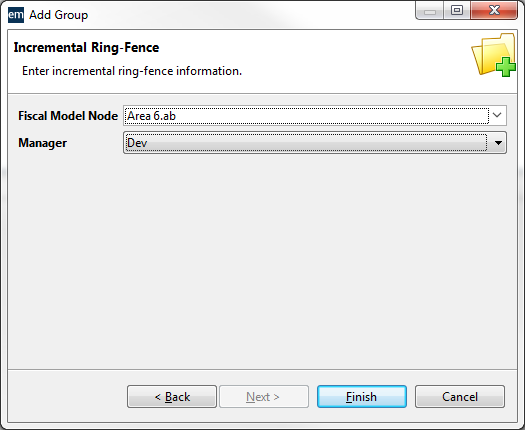 em Add Group
Incremental Ring-Fence
Enter incremental ring-fence information.
Fiscal Model Node Area 6.ab
Manager Dev
< Back Next > Finish Cancel